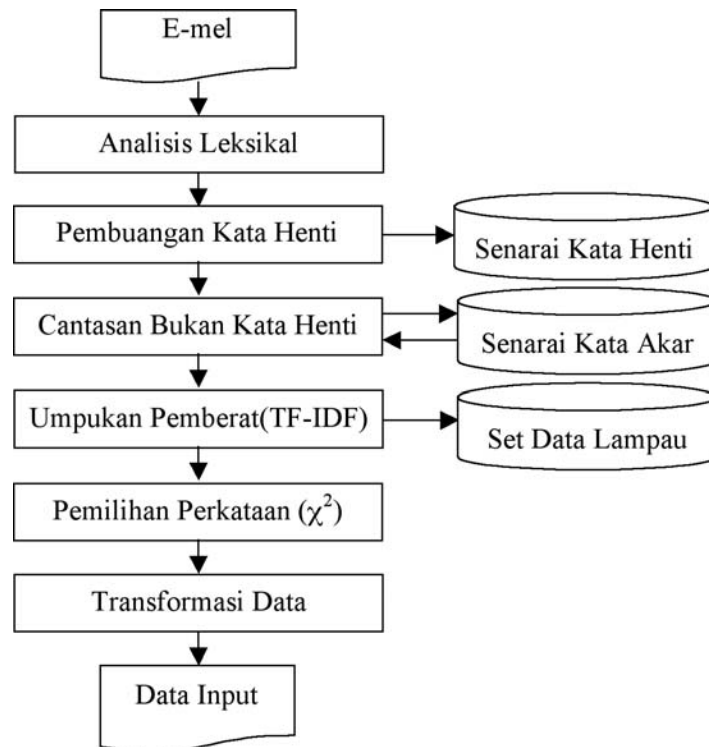 E-mel
Analisis Leksikal
Pembuangan Kata Henti
Senarai Kata Henti
Cantasan Bukan Kata Henti
Senarai Kata Akar
Umpukan Pemberat(TF-IDF)
Set Data Lampau
Pemilihan Perkataan (χ²)
Transformasi Data
Data Input